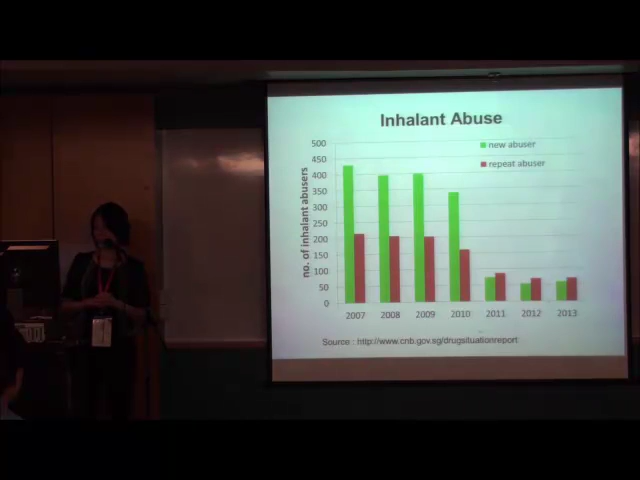 Inhalant Abuse
500
450
400
350
300
250
200
150
100
50
0
no. of inhalant abusers
new abuser
repeat abuser
2007 2008 2009 2010 2011 2012 2013
Source : http://www.cnb.gov.sg/drugsituationreport